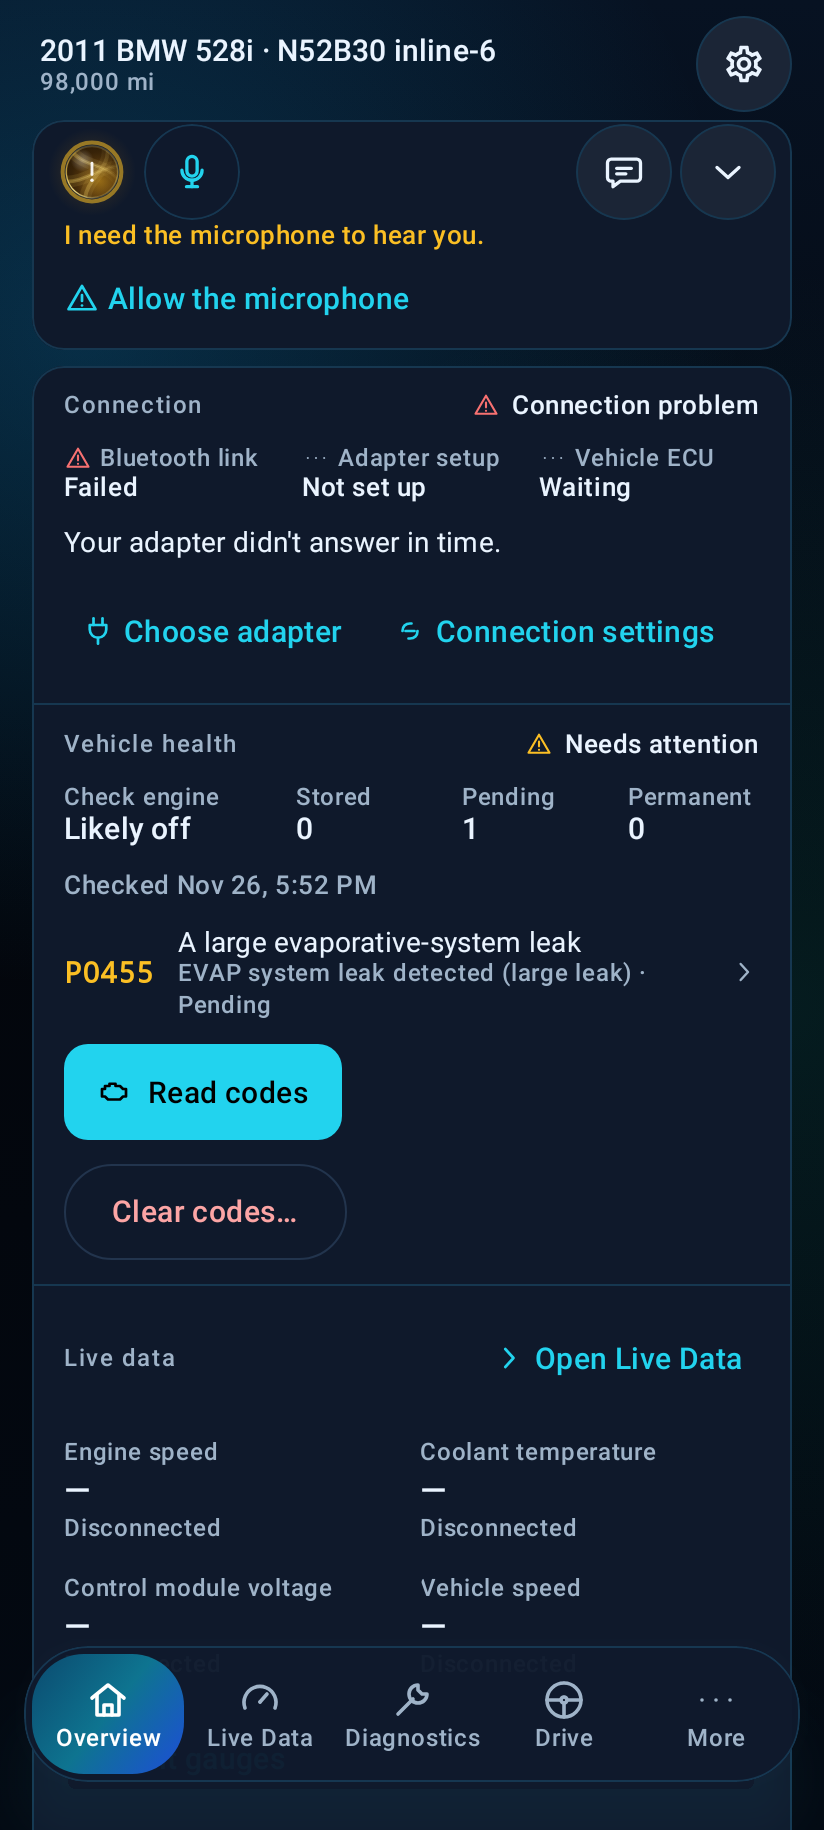 2011 BMW 528i · N52B30 inline-6
98,000 mi
I need the microphone to hear you.
Allow the microphone
Connection
Connection problem
Bluetooth link
Adapter setup
Vehicle ECU
Failed
Not set up
Waiting
Your adapter didn't answer in time.
Choose adapter
Connection settings
Vehicle health
Needs attention
Check engine
Stored
Pending
Permanent
Likely off
0
1
0
Checked Nov 26, 5:52 PM
P0455
A large evaporative-system leak
EVAP system leak detected (large leak) ·
Pending
Read codes
Clear codes…
Live data
Open Live Data
Engine speed
Coolant temperature
—
—
Disconnected
Disconnected
Control module voltage
Vehicle speed
—
—
Disconnected
Overview
Live Data
Diagnostics
Drive
More
gauges